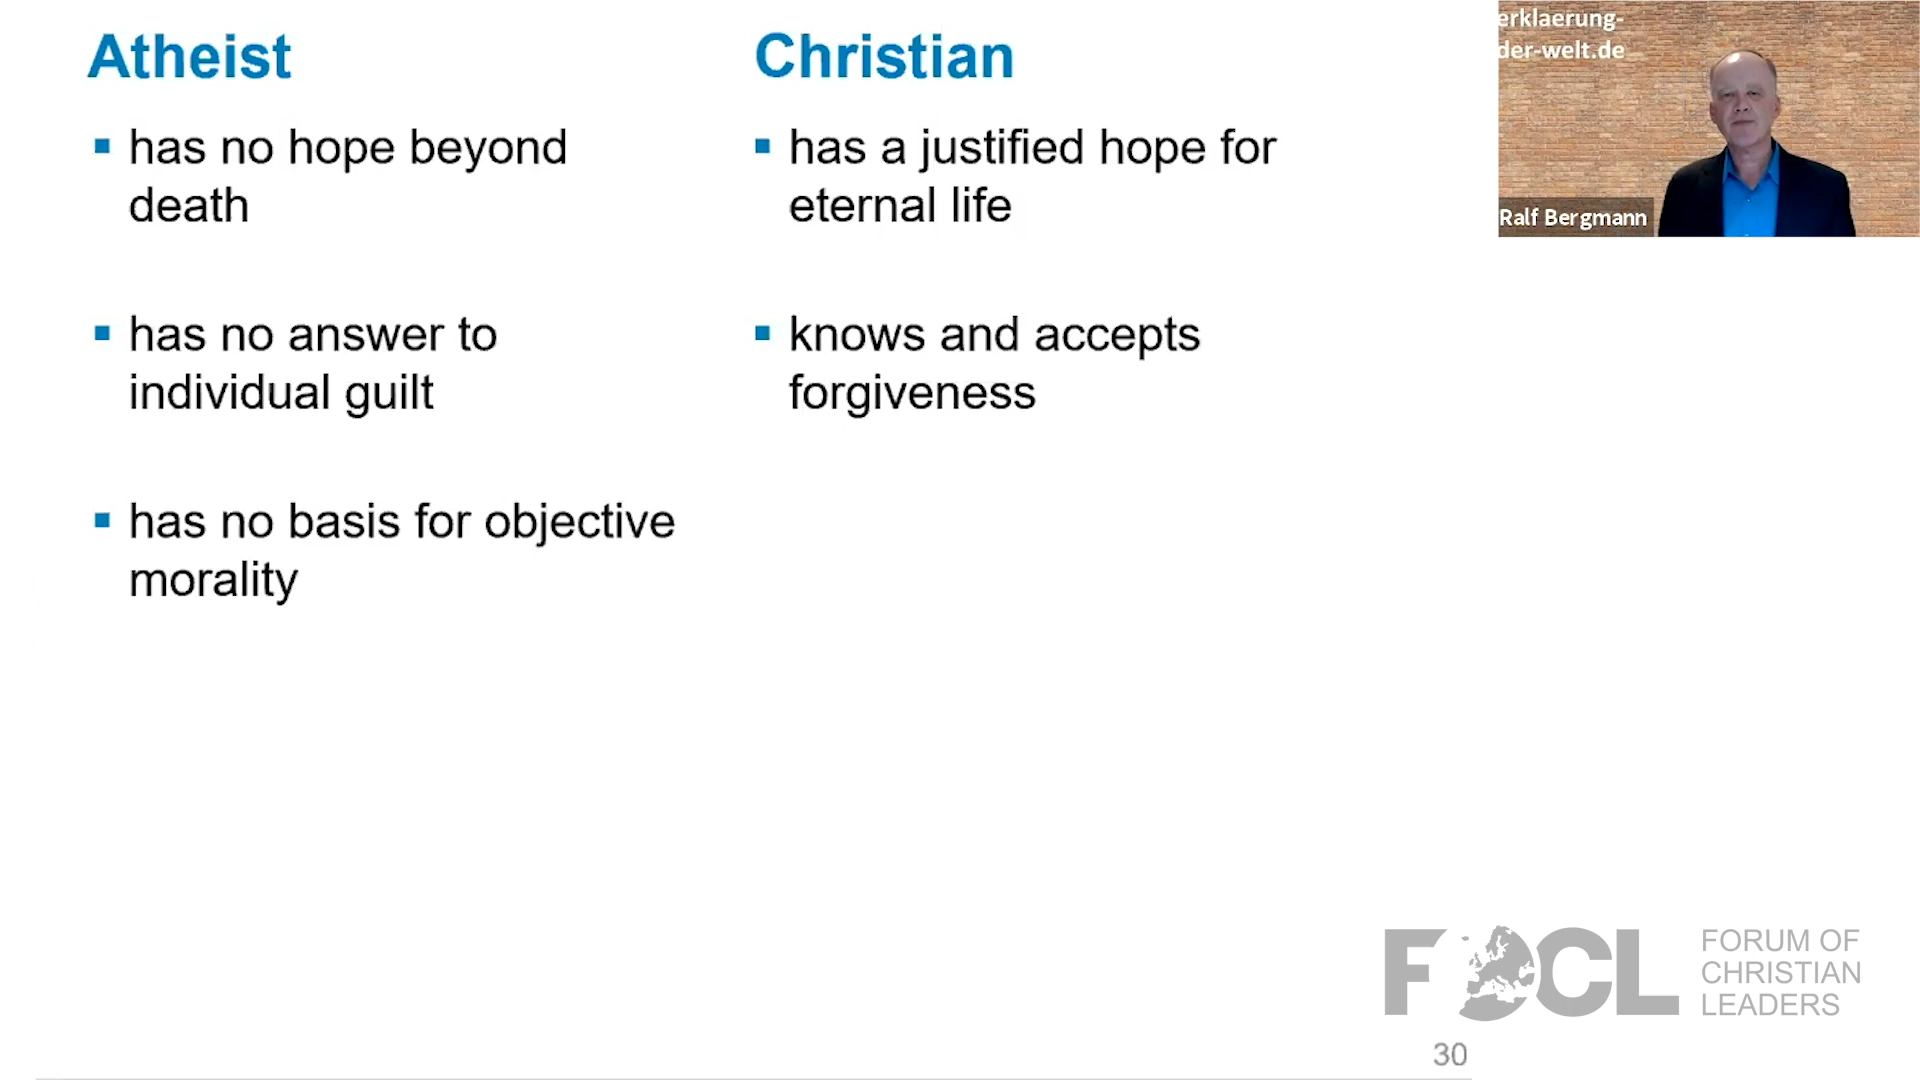 Atheist
has no hope beyond
death
has no answer to
individual guilt
has no basis for objective
morality
Christian
has a justified hope for
eternal life
knows and accepts
forgiveness
erklaerung-
der-welt.de
Ralf Bergmann
FOCL
FORUM OF
CHRISTIAN
LEADERS
30